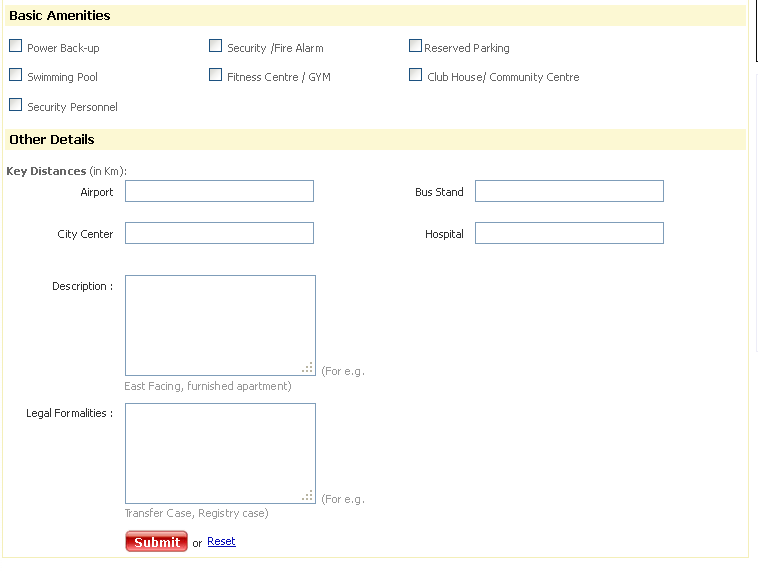 Basic Amenities
Power Back-up Security /Fire Alarm Reserved Parking
Swimming Pool Fitness Centre / GYM Club House/ Community Centre
Security Personnel
Other Details
Key Distances (in Km):
Airport Bus Stand
City Center Hospital
Description :
(For e.g.
East Facing, furnished apartment)
Legal Formalities :
(For e.g.
Transfer Case, Registry case)
Submit or Reset